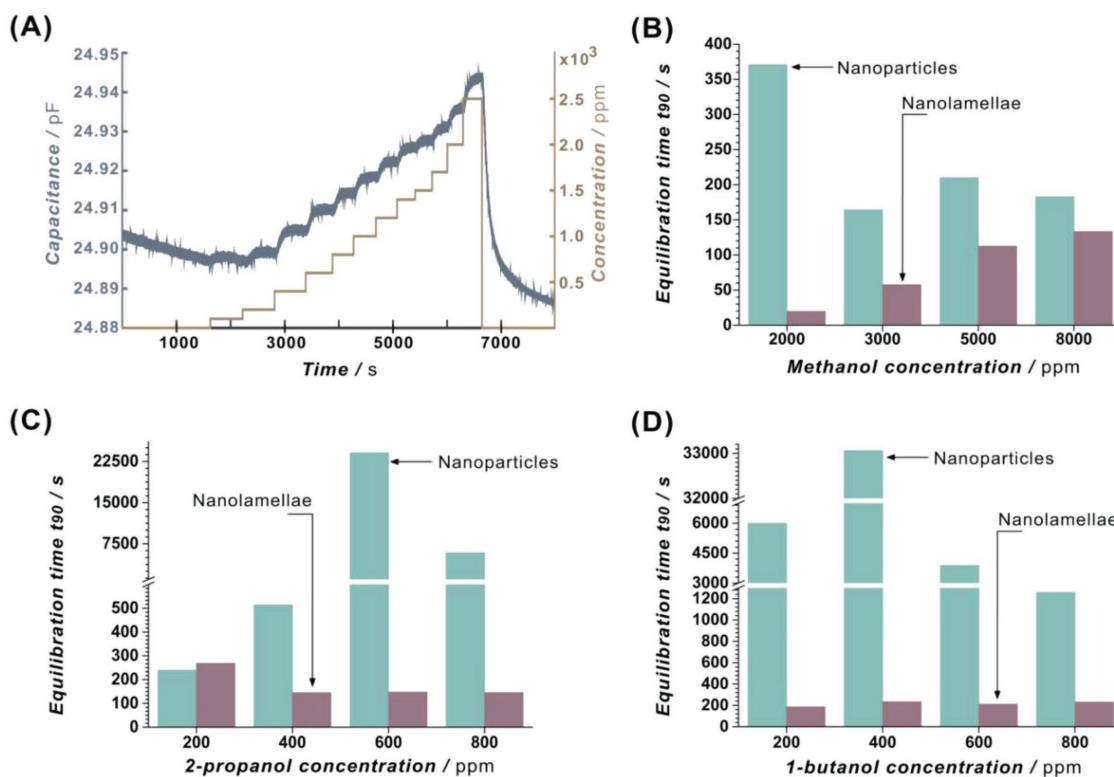 (A)
24.95
24.94
24.93
24.92
24.91
24.90
24.89
24.88
Capacitance / pF
x10³
2.5
2.0
1.5
1.0
0.5
Concentration / ppm
1000
3000
5000
7000
Time / s
(B)
400
350
300
250
200
150
100
50
0
Equilibration time t90 / s
Nanoparticles
Nanolamellae
2000
3000
5000
8000
Methanol concentration / ppm
(C)
22500
15000
7500
500
400
300
200
100
0
Equilibration time t90 / s
Nanoparticles
Nanolamellae
200
400
600
800
2-propanol concentration / ppm
(D)
33000
32000
6000
4500
3000
1200
1000
800
600
400
200
0
Equilibration time t90 / s
Nanoparticles
Nanolamellae
200
400
600
800
1-butanol concentration / ppm